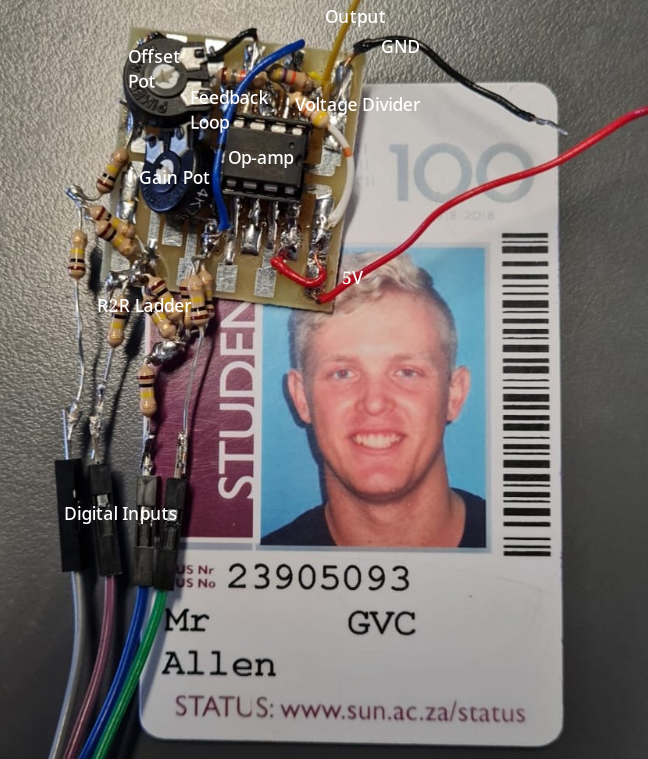 Output
GND
Offset
Pot
Feedback
Loop
Voltage Divider
Op-amp
Gain Pot
100
2018
5V
R2R Ladder
STUDEN
Digital Inputs
US Nr
US No
23905093
Mr GVC
Allen
STATUS: www.sun.ac.za/status